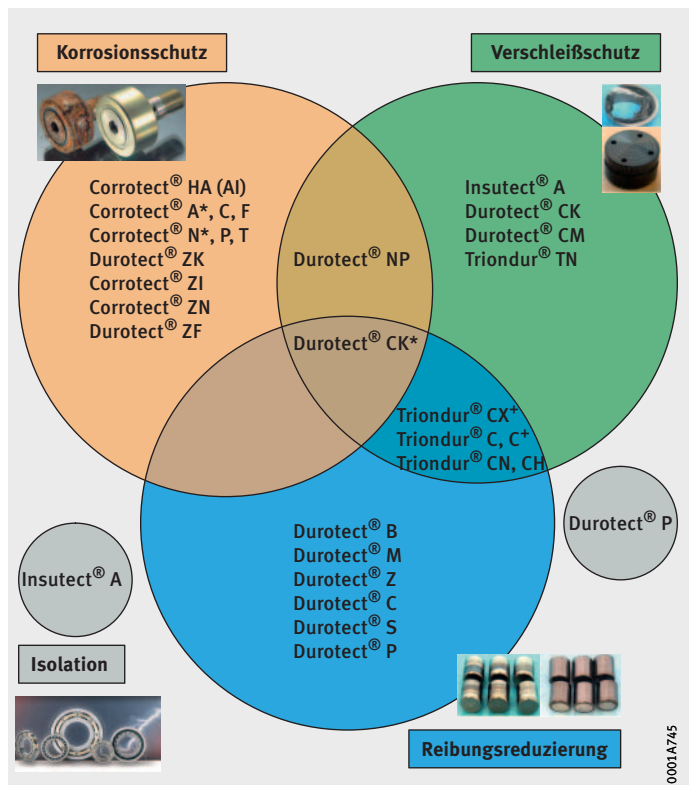 Korrosionsschutz
Verschleißschutz
Corrotect® HA (AI)
Corrotect® A*, C, F
Corrotect® N*, P, T
Durotect® ZK
Corrotect® ZI
Corrotect® ZN
Durotect® ZF
Durotect® NP
Insutect® A
Durotect® CK
Durotect® CM
Triondur® TN
Durotect® CK*
Triondur® CX⁺
Triondur® C, C⁺
Triondur® CN, CH
Durotect® P
Insutect® A
Durotect® B
Durotect® M
Durotect® Z
Durotect® C
Durotect® S
Durotect® P
Isolation
Reibungsreduzierung
0001A745